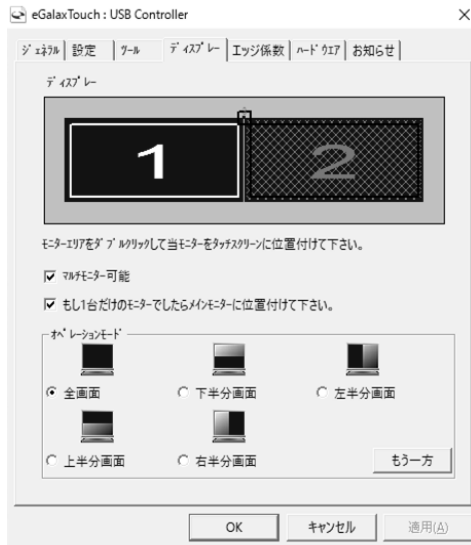 eGalaxTouch : USB Controller
ジェネラル 設定 ツール ディスプレー エッジ係数 ハードウエア お知らせ
ディスプレー
1 2
モニターエリアをダブルクリックして当モニターをタッチスクリーンに位置付けて下さい。
マルチモニター可能
もし1台だけのモニターでしたらメインモニターに位置付けて下さい。
オペレーションモード
全画面 下半分画面 左半分画面
上半分画面 右半分画面 もう一方
OK キャンセル 適用(A)